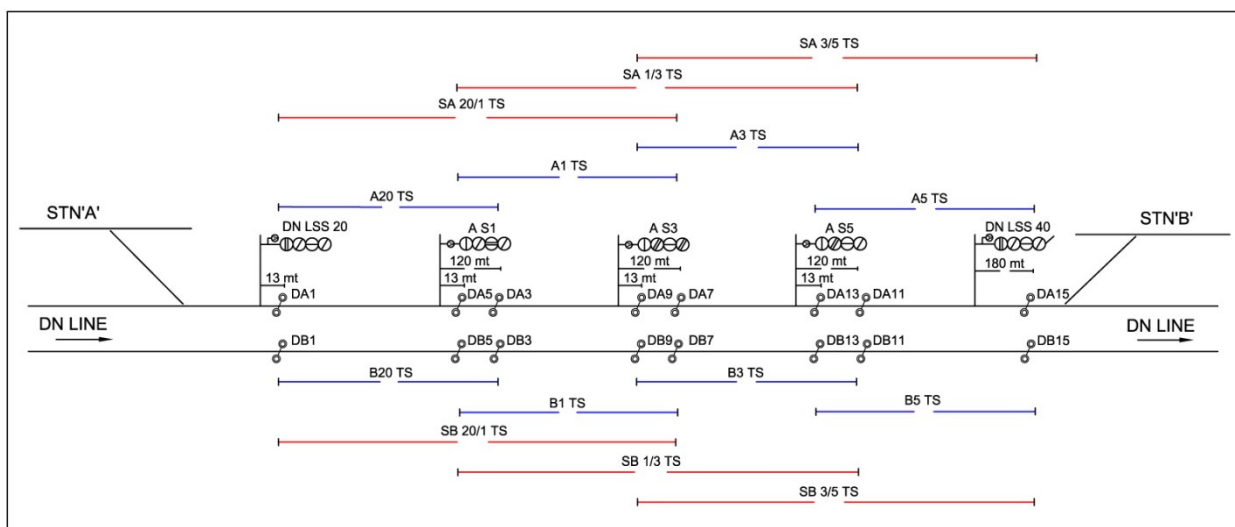 SA 3/5 TS
SA 1/3 TS
SA 20/1 TS
A3 TS
A1 TS
A20 TS
A5 TS
STN'A'
STN'B'
DN LSS 20
A S1
A S3
A S5
DN LSS 40
120 mt
120 mt
120 mt
180 mt
13 mt
13 mt
13 mt
13 mt
DA1
DA5
DA3
DA9
DA7
DA13
DA11
DA15
DN LINE
DN LINE
DB1
DB5
DB3
DB9
DB7
DB13
DB11
DB15
B20 TS
B3 TS
B1 TS
B5 TS
SB 20/1 TS
SB 1/3 TS
SB 3/5 TS